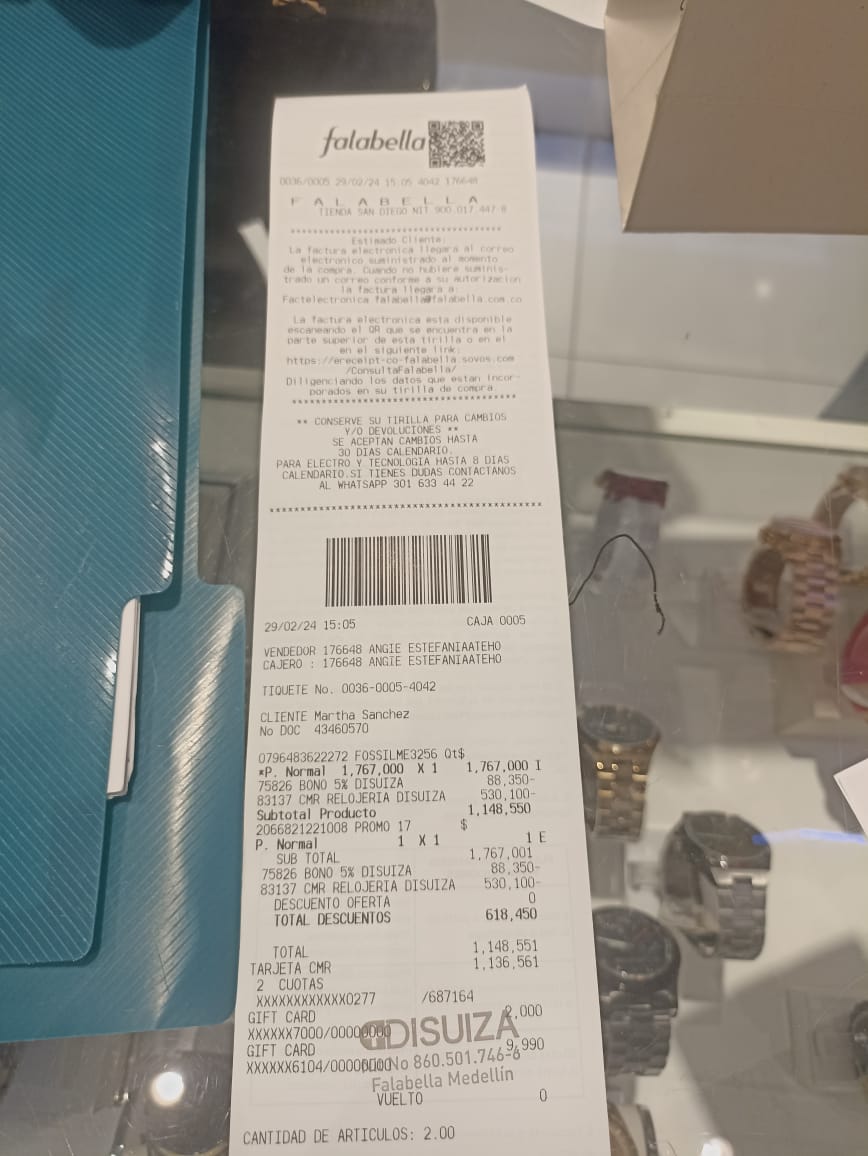 falabella
0036/0005 29/02/24 15:05 4042 176648
F A L A B E L L A
TIENDA SAN DIEGO NIT 900.017.447-8
************************************
Estimado Cliente:
La factura electronica llegara al correo
electronico suministrado al momento
de la compra. Cuando no hubiere suminis-
trado un correo conforme a su autorizacion
la factura llegara a:
Factelectronica falabella@falabella.com.co
La factura electronica esta disponible
escaneando el QR que se encuentra en la
parte superior de esta tirilla o en el
en el siguiente link:
https://ereceipt-co-falabella.sovos.com
/ConsultaFalabella/
Diligenciando los datos que estan incor-
porados en su tirilla de compra.
************************************
** CONSERVE SU TIRILLA PARA CAMBIOS
Y/O DEVOLUCIONES **
SE ACEPTAN CAMBIOS HASTA
30 DIAS CALENDARIO.
PARA ELECTRO Y TECNOLOGIA HASTA 8 DIAS
CALENDARIO.SI TIENES DUDAS CONTACTANOS
AL WHATSAPP 301 633 44 22
****************************************
29/02/24 15:05 CAJA 0005
VENDEDOR 176648 ANGIE ESTEFANIAATEHO
CAJERO : 176648 ANGIE ESTEFANIAATEHO
TIQUETE No. 0036-0005-4042
CLIENTE Martha Sanchez
No DOC 43460570
0796483622272 FOSSILME3256 Qt$
*P. Normal 1,767,000 X 1 1,767,000 I
75826 BONO 5% DISUIZA 88,350-
83137 CMR RELOJERIA DISUIZA 530,100-
Subtotal Producto 1,148,550
2066821221008 PROMO 17 $
P. Normal 1 X 1 1 E
SUB TOTAL 1,767,001
75826 BONO 5% DISUIZA 88,350-
83137 CMR RELOJERIA DISUIZA 530,100-
DESCUENTO OFERTA 0
TOTAL DESCUENTOS 618,450
TOTAL 1,148,551
TARJETA CMR 1,136,561
2 CUOTAS
XXXXXXXXXXXX0277 /687164
GIFT CARD 2,000
XXXXXX7000/00000000
DISUIZA
GIFT CARD 9,990
XXXXXX6104/00000000
No 860.501.746-6
Falabella Medellín
VUELTO 0
CANTIDAD DE ARTICULOS: 2.00